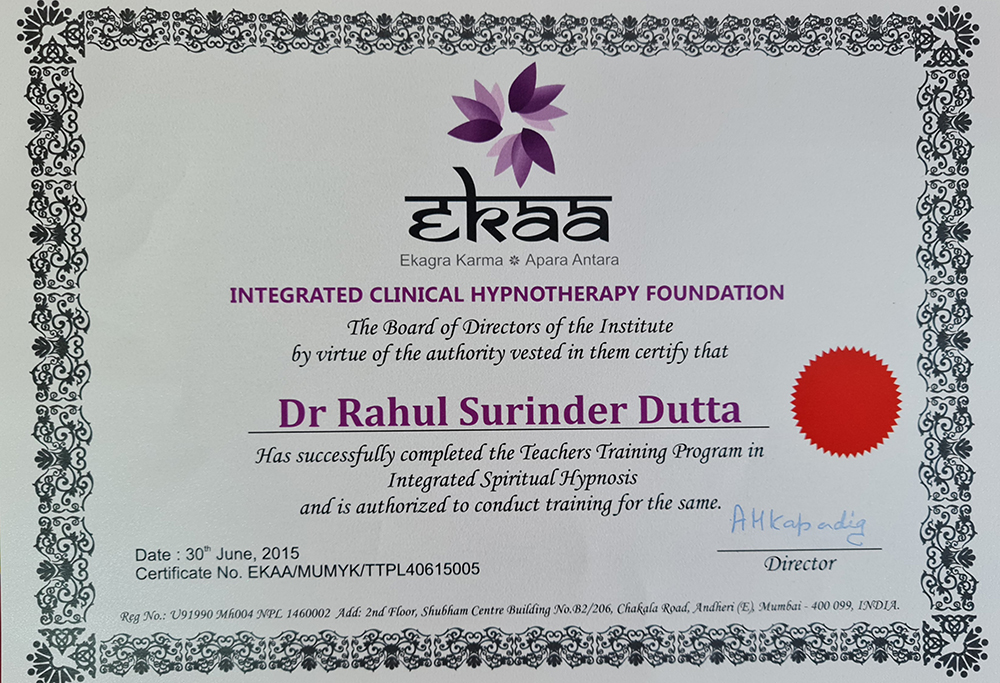 ekaa
Ekagra Karma ❋ Apara Antara
INTEGRATED CLINICAL HYPNOTHERAPY FOUNDATION
The Board of Directors of the Institute
by virtue of the authority vested in them certify that
Dr Rahul Surinder Dutta
Has successfully completed the Teachers Training Program in
Integrated Spiritual Hypnosis
and is authorized to conduct training for the same.
AMKapadia
Director
Date : 30th June, 2015
Certificate No. EKAA/MUMYK/TTPL40615005
Reg No.: U91990 Mh004 NPL 1460002 Add: 2nd Floor, Shubham Centre Building No.B2/206, Chakala Road, Andheri (E), Mumbai - 400 099, INDIA.